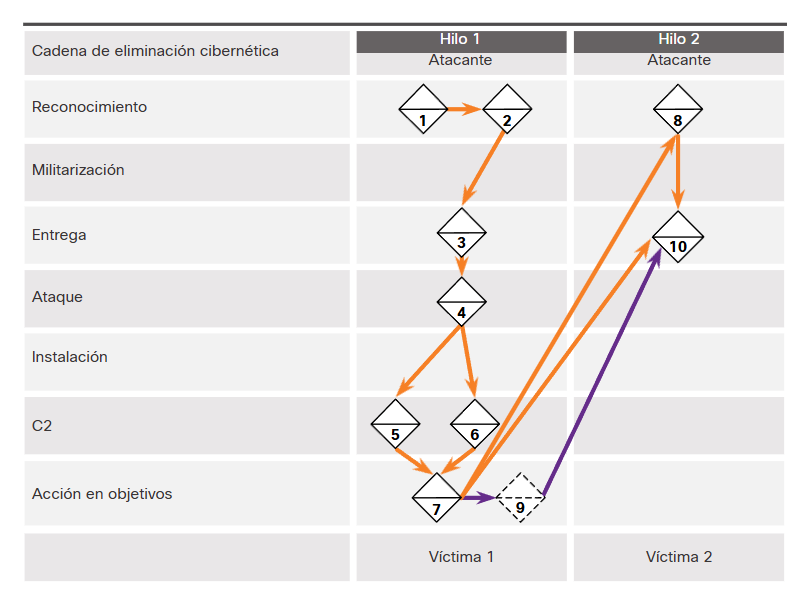 Cadena de eliminación cibernética
Hilo 1
Hilo 2
Atacante
Atacante
Reconocimiento
1
2
8
Militarización
Entrega
3
10
Ataque
4
Instalación
C2
5
6
Acción en objetivos
7
9
Víctima 1
Víctima 2